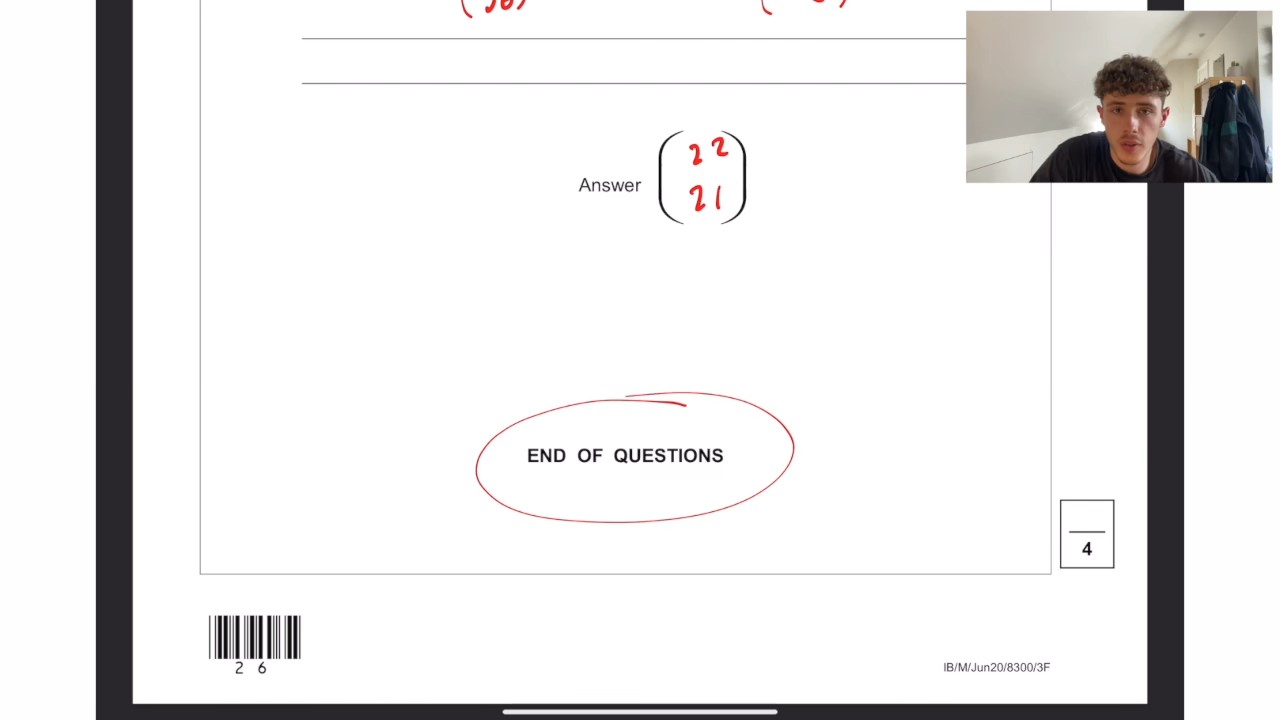 22
Answer
21
END OF QUESTIONS
4
2 6
IB/M/Jun20/8300/3F